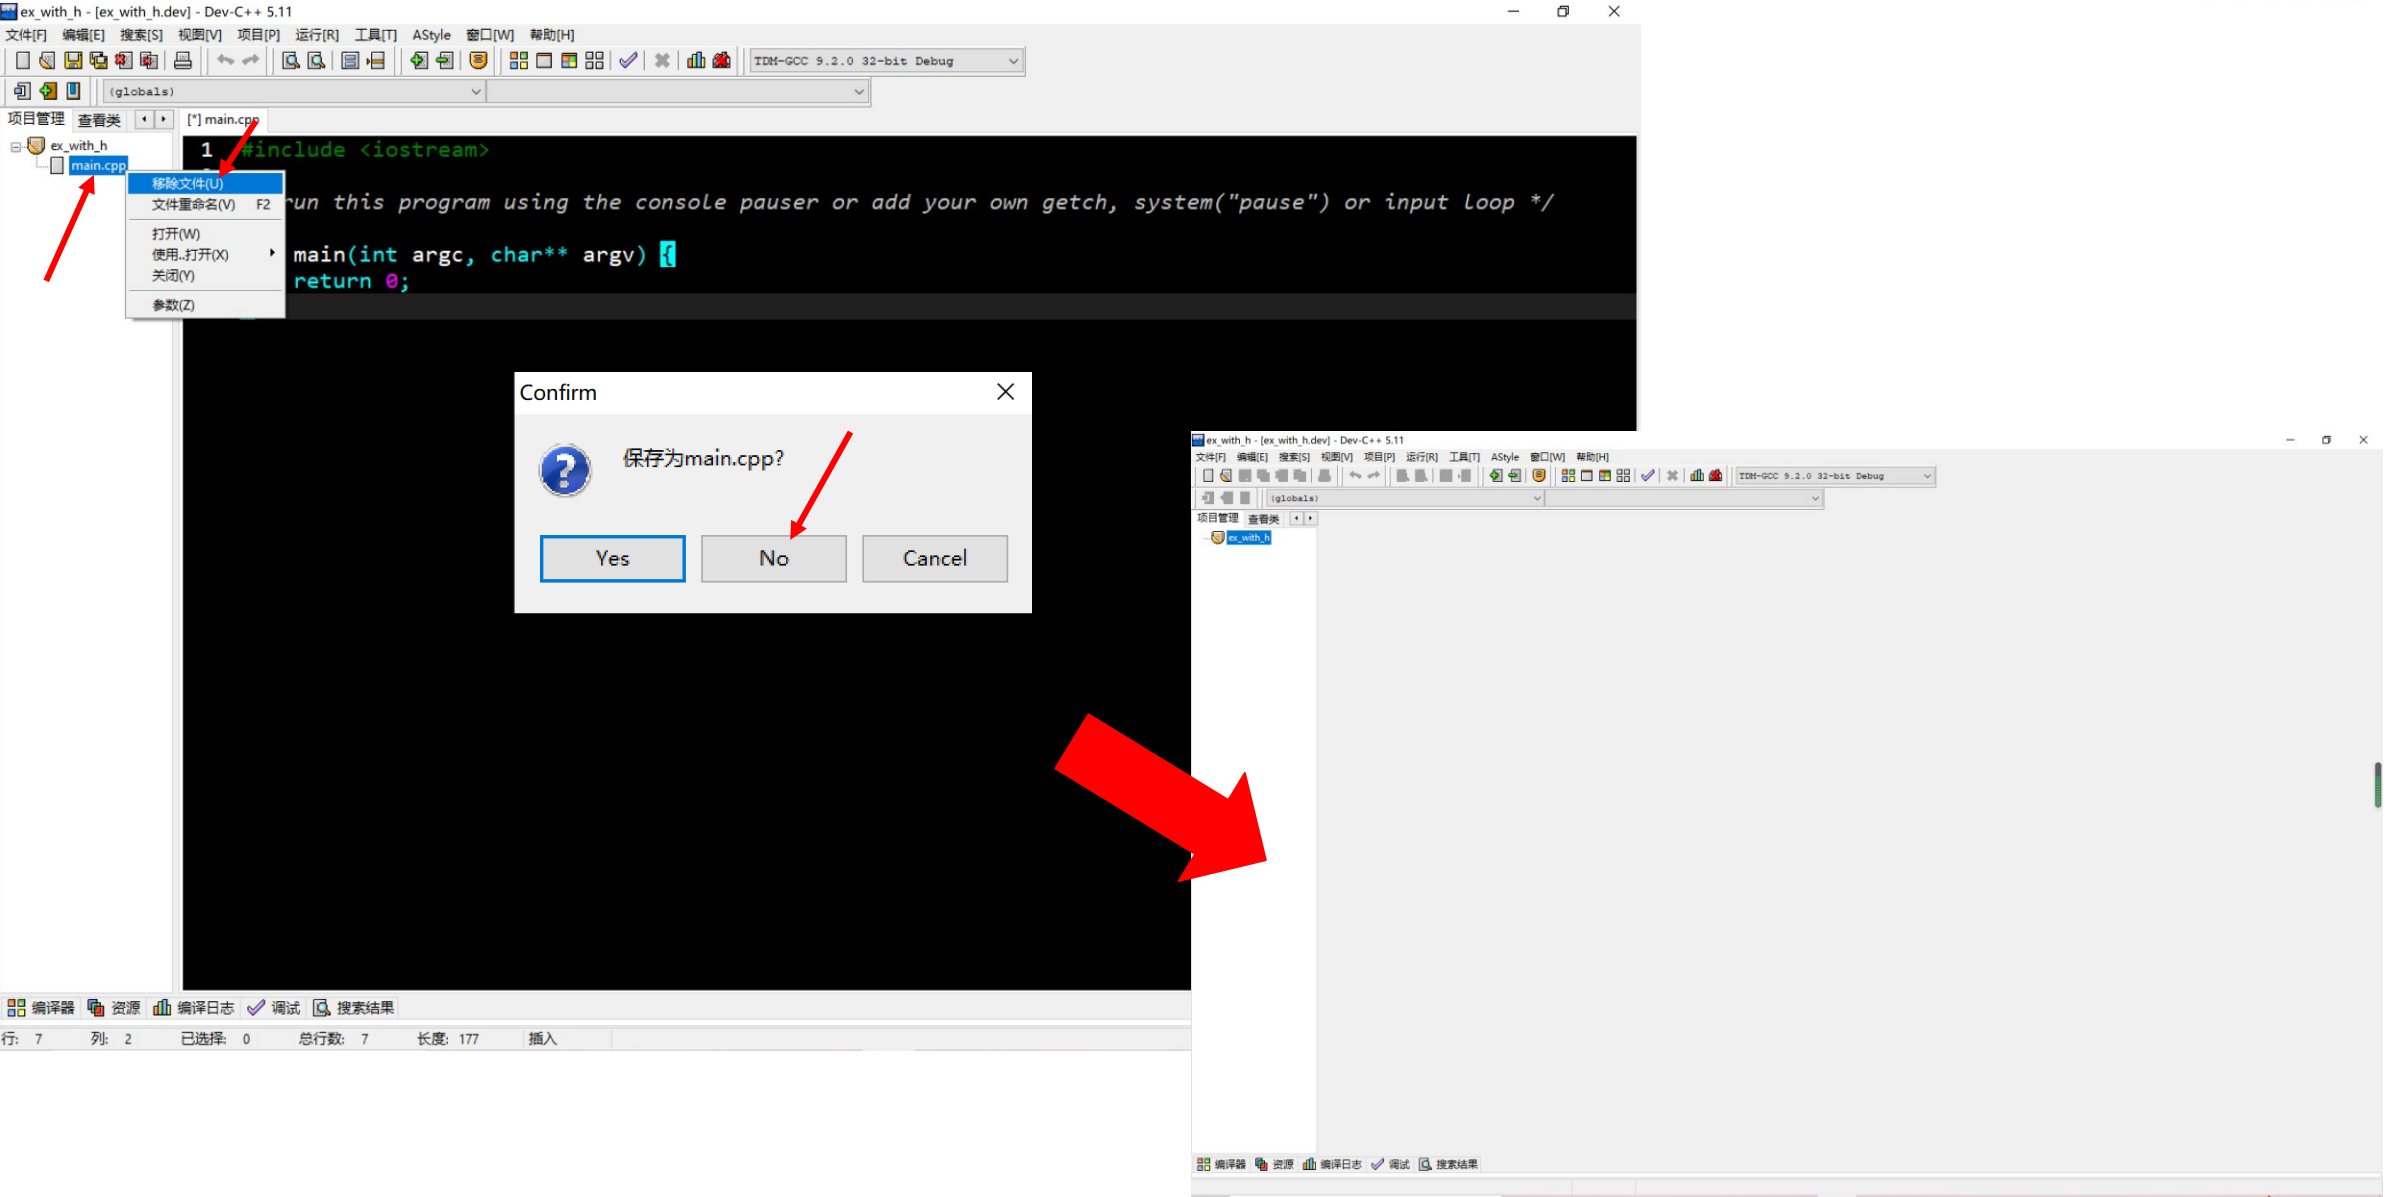 ex_with_h - [ex_with_h.dev] - Dev-C++ 5.11
文件[F] 编辑[E] 搜索[S] 视图[V] 项目[P] 运行[R] 工具[T] AStyle 窗口[W] 帮助[H]
TDM-GCC 9.2.0 32-bit Debug
(globals)
项目管理 查看类
[*] main.cpp
ex_with_h
main.cpp
移除文件(U)
文件重命名(V) F2
打开(W)
使用..打开(X)
关闭(Y)
参数(Z)
1 #include <iostream>
run this program using the console pauser or add your own getch, system("pause") or input loop */
main(int argc, char** argv) {
return 0;
Confirm
保存为main.cpp?
Yes No Cancel
编译器 资源 编译日志 调试 搜索结果
行: 7 列: 2 已选择: 0 总行数: 7 长度: 177 插入
ex_with_h - [ex_with_h.dev] - Dev-C++ 5.11
文件[F] 编辑[E] 搜索[S] 视图[V] 项目[P] 运行[R] 工具[T] AStyle 窗口[W] 帮助[H]
TDM-GCC 9.2.0 32-bit Debug
(globals)
项目管理 查看类
ex_with_h
编译器 资源 编译日志 调试 搜索结果